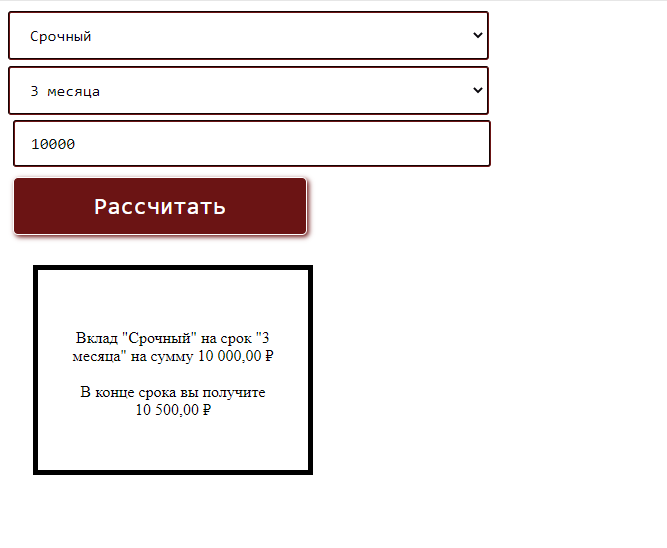 Срочный
3 месяца
10000
Рассчитать
Вклад "Срочный" на срок "3
месяца" на сумму 10 000,00 ₽
В конце срока вы получите
10 500,00 ₽